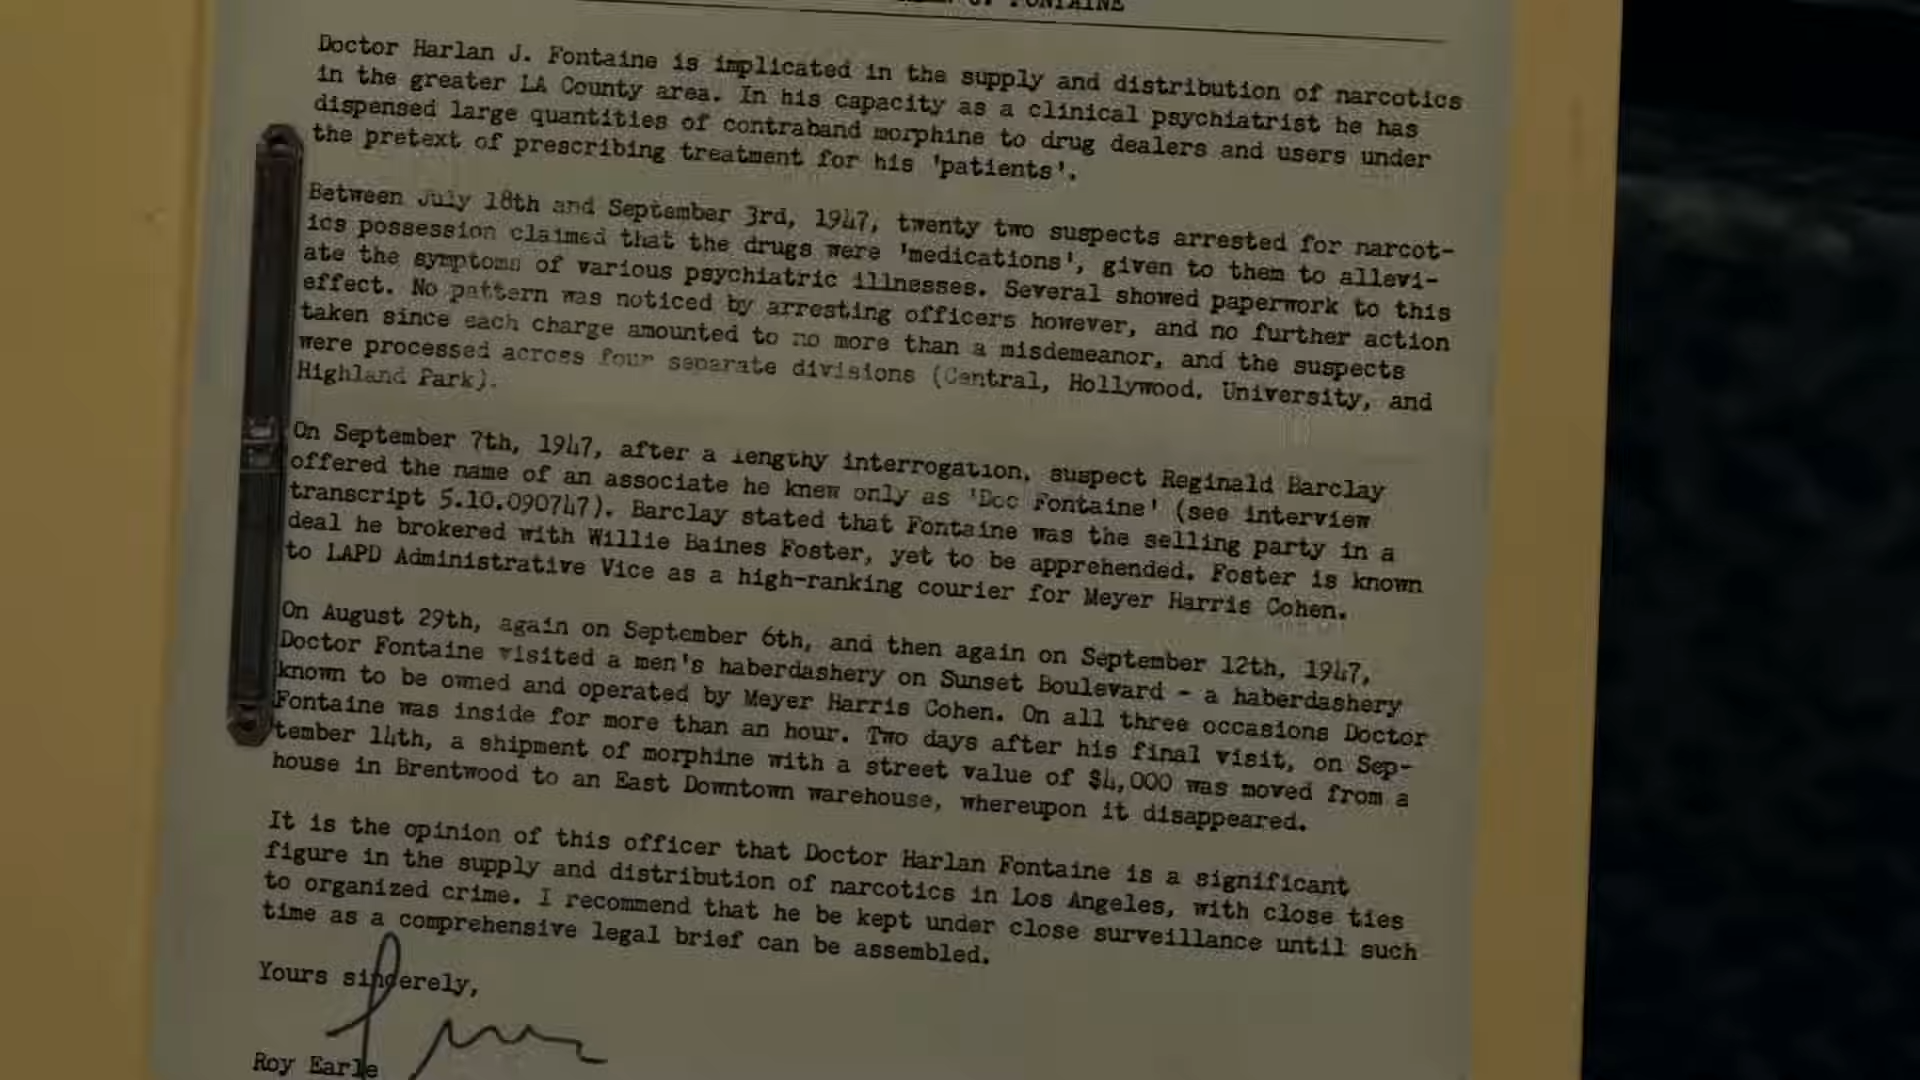 J. FONTAINE
Doctor Harlan J. Fontaine is implicated in the supply and distribution of narcotics
in the greater LA County area. In his capacity as a clinical psychiatrist he has
dispensed large quantities of contraband morphine to drug dealers and users under
the pretext of prescribing treatment for his 'patients'.
Between July 18th and September 3rd, 1947, twenty two suspects arrested for narcot-
ics possession claimed that the drugs were 'medications', given to them to allevi-
ate the symptoms of various psychiatric illnesses. Several showed paperwork to this
effect. No pattern was noticed by arresting officers however, and no further action
taken since each charge amounted to no more than a misdemeanor, and the suspects
were processed across four separate divisions (Central, Hollywood, University, and
Highland Park).
On September 7th, 1947, after a lengthy interrogation, suspect Reginald Barclay
offered the name of an associate he knew only as 'Doc Fontaine' (see interview
transcript 5.10.090747). Barclay stated that Fontaine was the selling party in a
deal he brokered with Willie Baines Foster, yet to be apprehended. Foster is known
to LAPD Administrative Vice as a high-ranking courier for Meyer Harris Cohen.
On August 29th, again on September 6th, and then again on September 12th, 1947,
Doctor Fontaine visited a men's haberdashery on Sunset Boulevard - a haberdashery
known to be owned and operated by Meyer Harris Cohen. On all three occasions Doctor
Fontaine was inside for more than an hour. Two days after his final visit, on Sep-
tember 14th, a shipment of morphine with a street value of $4,000 was moved from a
house in Brentwood to an East Downtown warehouse, whereupon it disappeared.
It is the opinion of this officer that Doctor Harlan Fontaine is a significant
figure in the supply and distribution of narcotics in Los Angeles, with close ties
to organized crime. I recommend that he be kept under close surveillance until such
time as a comprehensive legal brief can be assembled.
Yours sincerely,
Roy Earle